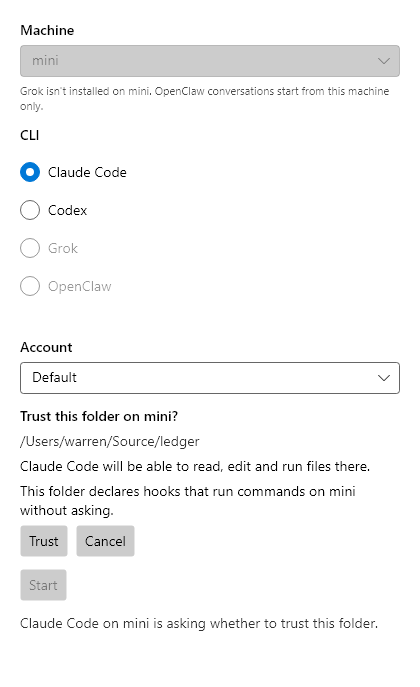 Machine
mini
Grok isn't installed on mini. OpenClaw conversations start from this machine
only.
CLI
Claude Code
Codex
Grok
OpenClaw
Account
Default
Trust this folder on mini?
/Users/warren/Source/ledger
Claude Code will be able to read, edit and run files there.
This folder declares hooks that run commands on mini
without asking.
Trust Cancel
Start
Claude Code on mini is asking whether to trust this folder.